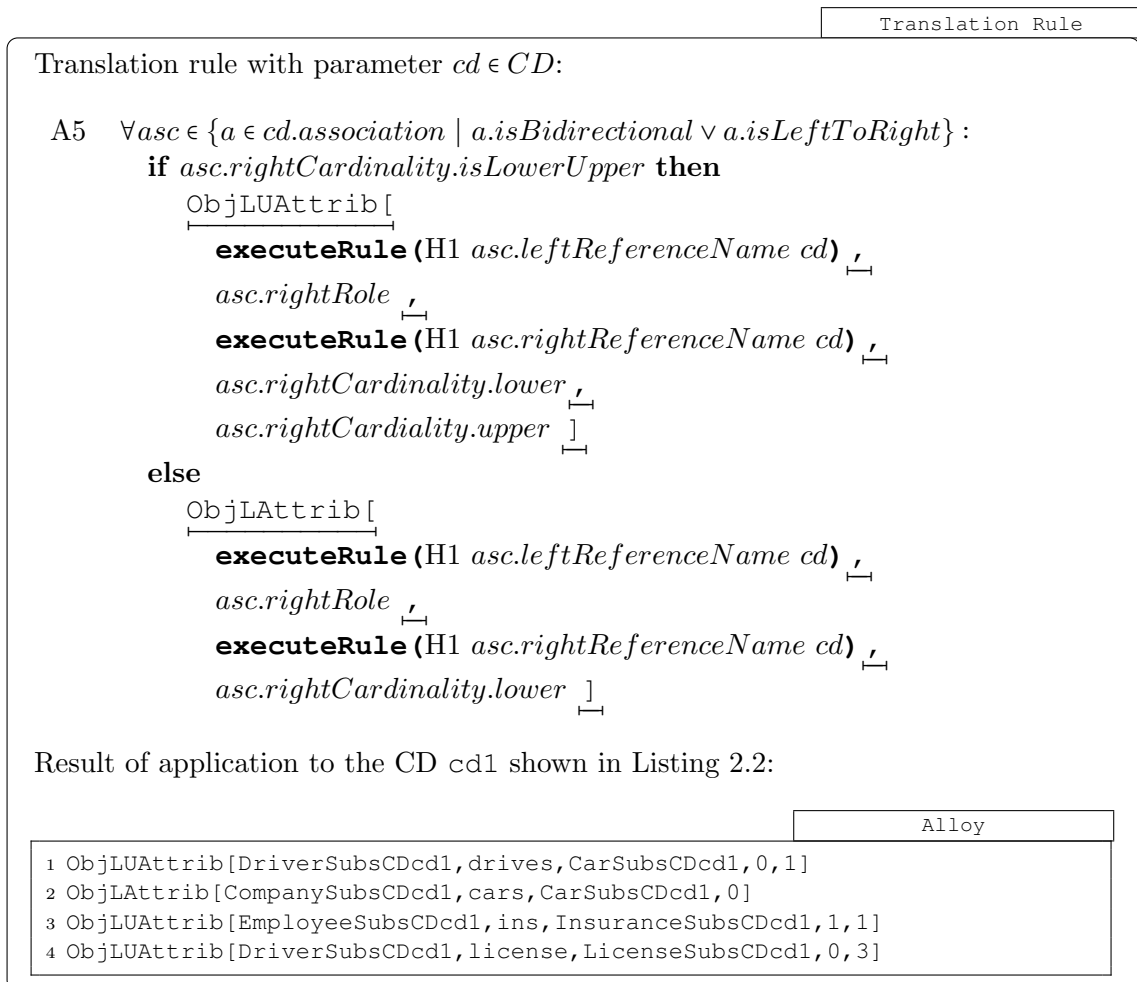 Translation Rule
Translation rule with parameter cd ∈ CD:
A5 ∀asc ∈ {a ∈ cd.association | a.isBidirectional ∨ a.isLeftToRight} :
if asc.rightCardinality.isLowerUpper then
ObjLUAttrib[
executeRule(H1 asc.leftReferenceName cd) ,
asc.rightRole ,
executeRule(H1 asc.rightReferenceName cd) ,
asc.rightCardinality.lower ,
asc.rightCardiality.upper ]
else
ObjLAttrib[
executeRule(H1 asc.leftReferenceName cd) ,
asc.rightRole ,
executeRule(H1 asc.rightReferenceName cd) ,
asc.rightCardinality.lower ]
Result of application to the CD cd1 shown in Listing 2.2:
Alloy
1 ObjLUAttrib[DriverSubsCDcd1,drives,CarSubsCDcd1,0,1]
2 ObjLAttrib[CompanySubsCDcd1,cars,CarSubsCDcd1,0]
3 ObjLUAttrib[EmployeeSubsCDcd1,ins,InsuranceSubsCDcd1,1,1]
4 ObjLUAttrib[DriverSubsCDcd1,license,LicenseSubsCDcd1,0,3]